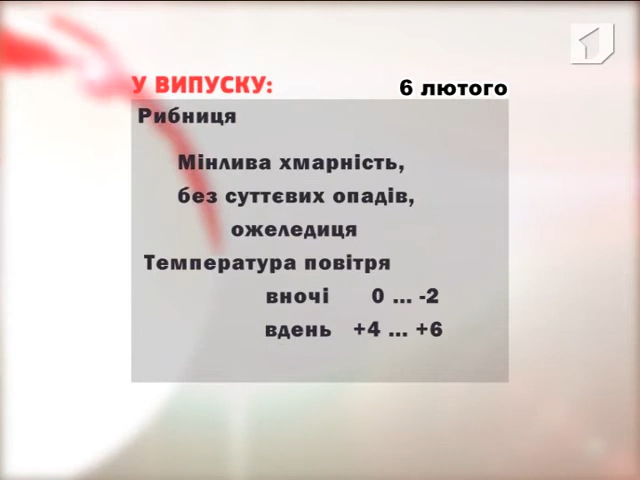 У ВИПУСКУ: 6 лютого
Рибниця
Мінлива хмарність,
без суттєвих опадів,
ожеледиця
Температура повітря
вночі 0 ... -2
вдень +4 ... +6